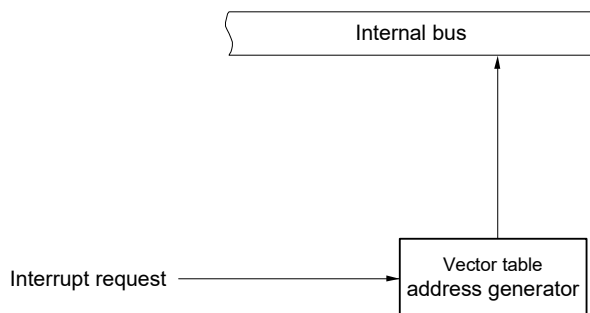 Internal bus
Vector table
Interrupt request
address generator